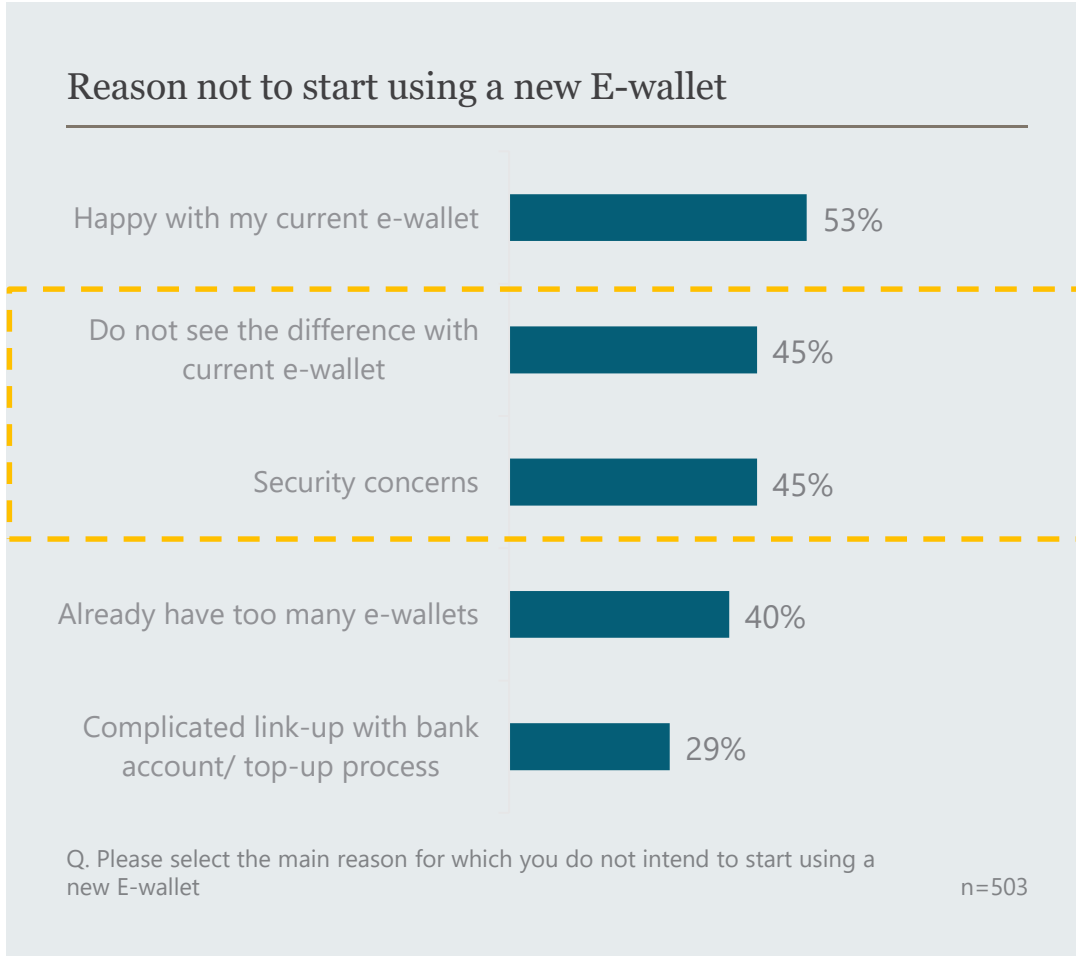 Reason not to start using a new E-wallet
Happy with my current e-wallet
53%
Do not see the difference with
current e-wallet
45%
Security concerns
45%
Already have too many e-wallets
40%
Complicated link-up with bank
account/ top-up process
29%
Q. Please select the main reason for which you do not intend to start using a
new E-wallet
n=503